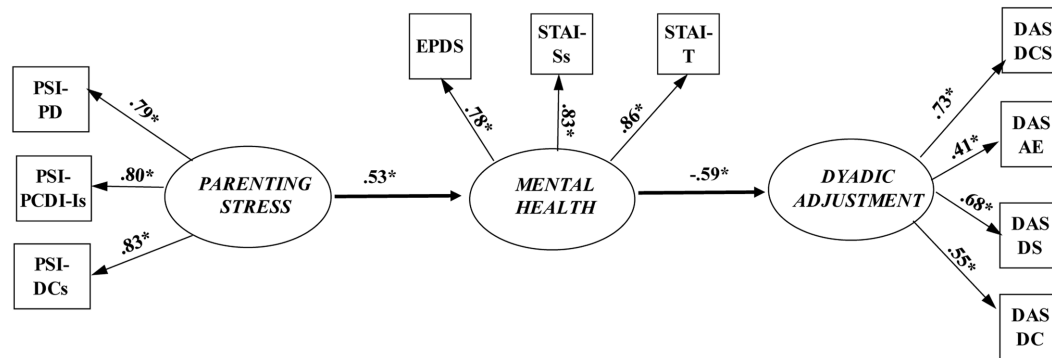 PSI-
PD
PSI-
PCDI-Is
PSI-
DCs
.79*
.80*
.83*
PARENTING
STRESS
.53*
EPDS
STAI-
Ss
STAI-
T
.78*
.83*
.86*
MENTAL
HEALTH
-.59*
DYADIC
ADJUSTMENT
.73*
.41*
.68*
.55*
DAS
DCS
DAS
AE
DAS
DS
DAS
DC